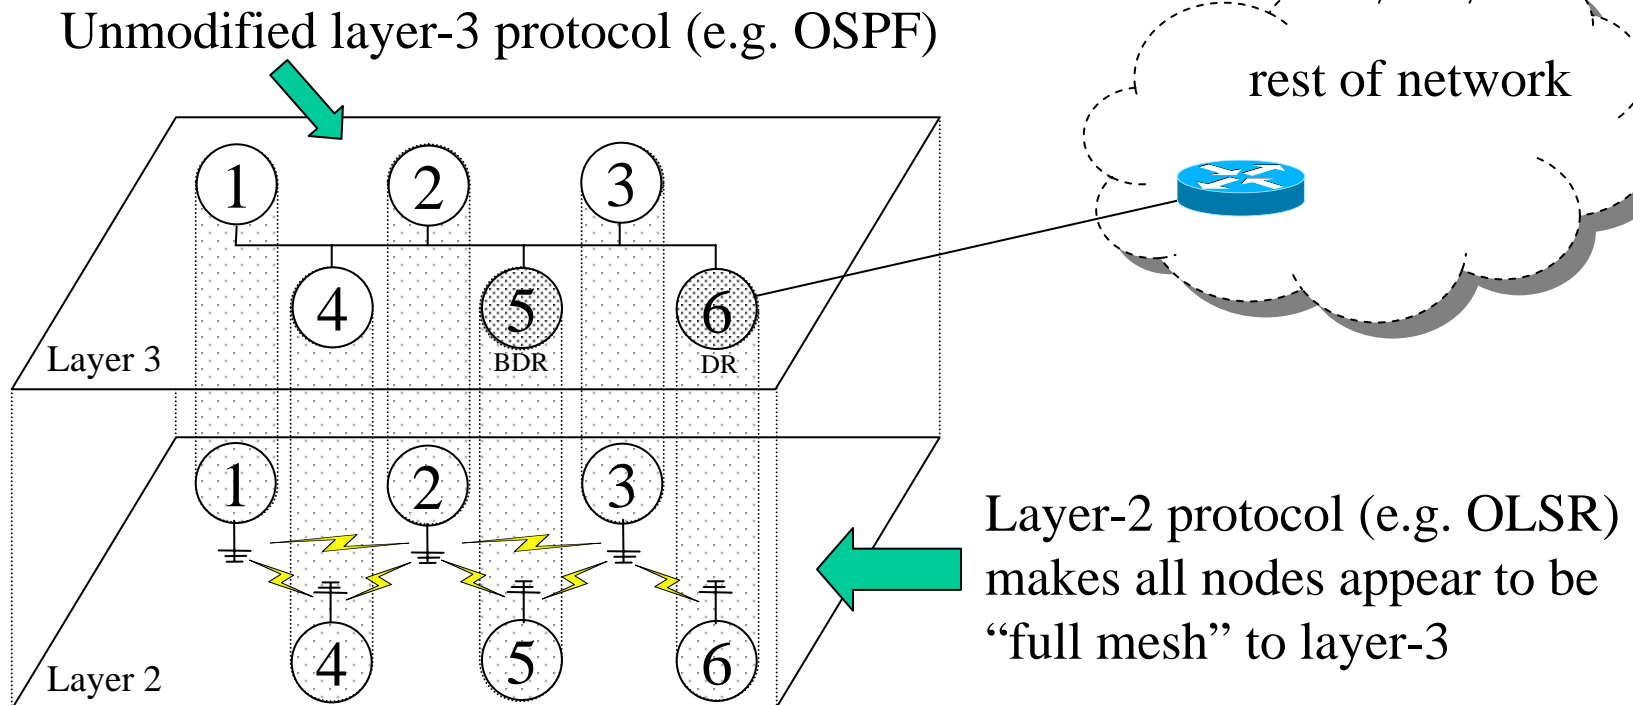 Unmodified layer-3 protocol (e.g. OSPF)
rest of network
1 2 3
4 5 6
BDR DR
Layer 3
1 2 3
Layer-2 protocol (e.g. OLSR)
makes all nodes appear to be
“full mesh” to layer-3
4 5 6
Layer 2